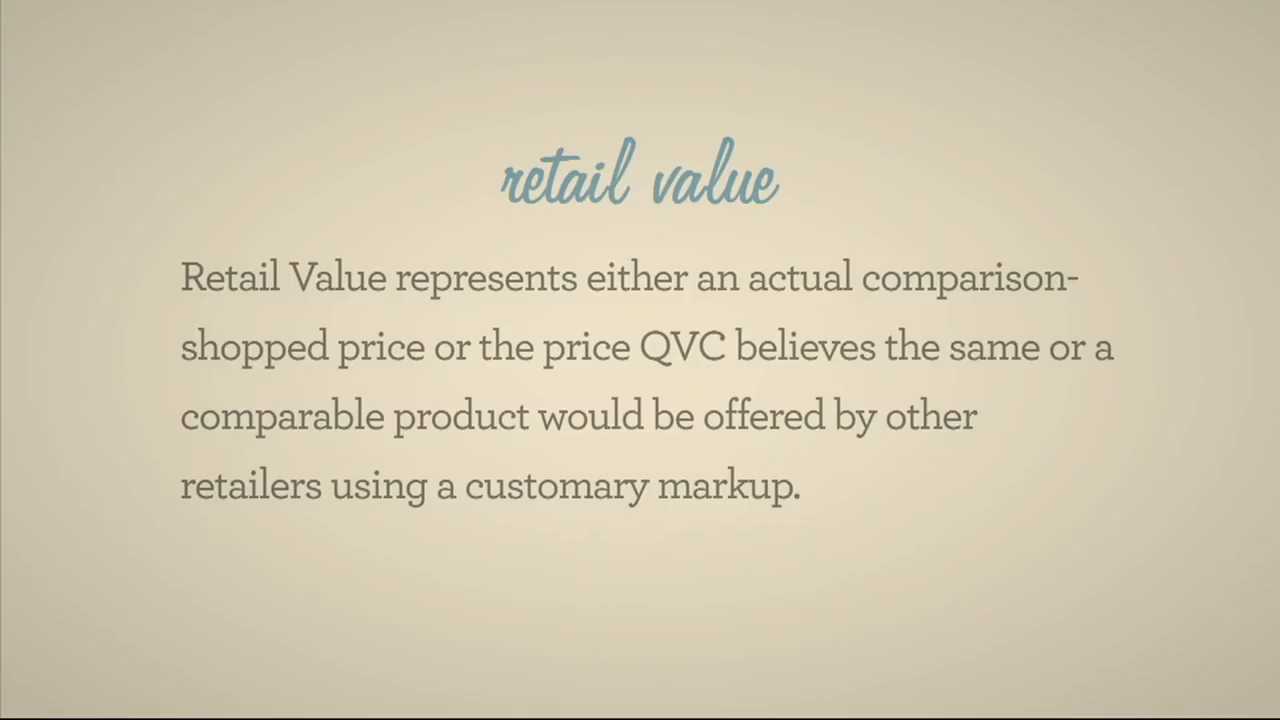 retail value
Retail Value represents either an actual comparison-
shopped price or the price QVC believes the same or a
comparable product would be offered by other
retailers using a customary markup.